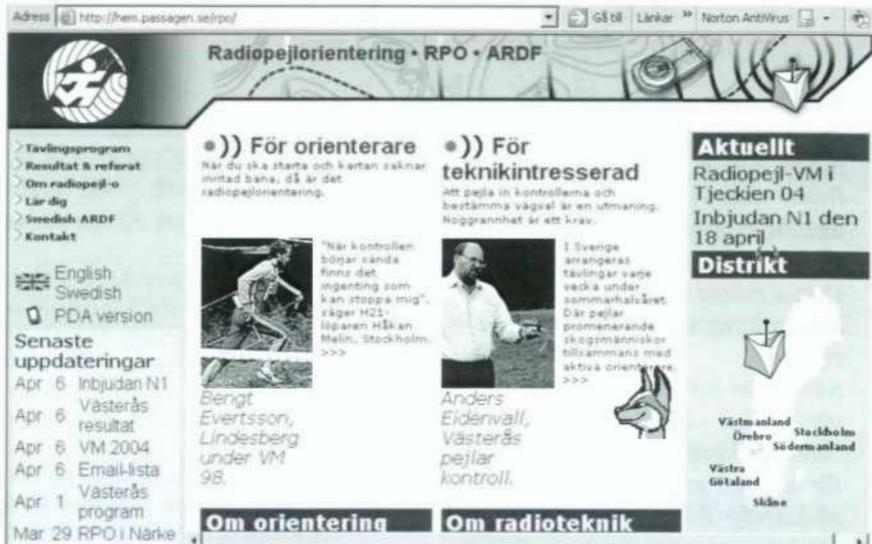 Adress http://hem.passagen.se/rpo/ Gå till Länkar » Norton AntiVirus
Radiopejlorientering • RPO • ARDF
Tävlingsprogram
Resultat & referat
Om radiopejl-o
Lär dig
Swedish ARDF
Kontakt
English
Swedish
PDA version
Senaste
uppdateringar
Apr 6 Inbjudan N1
Apr 6 Västerås
resultat
Apr 6 VM 2004
Apr 6 Email-lista
Apr 1 Västerås
program
Mar 29 RPO i Närke
•)) För orienterare
När du ska starta och kartan saknar
inritad bana, då är det
radiopejlorientering.
"När kontrollen
börjar sända
finns det
ingenting som
kan stoppa mig",
säger H21-
löparen Håkan
Melin, Stockholm.
>>>
Bengt
Evertsson,
Lindesberg
under VM
98.
Om orientering
•)) För
teknikintresserad
Att pejla in kontrollerna och
bestämma vägval är en utmaning.
Noggrannhet är ett krav.
I Sverige
arrangeras
tävlingar varje
vecka under
sommarhalvåret.
Där pejlar
promenerande
skogsmänniskor
tillsammans med
aktiva orienterare.
>>>
Anders
Eidenvall,
Västerås
pejlar
kontroll.
Om radioteknik
Aktuellt
Radiopejl-VM i
Tjeckien 04
Inbjudan N1 den
18 april
Distrikt
Västmanland
Örebro Stockholm
Södermanland
Västra
Götaland
Skåne